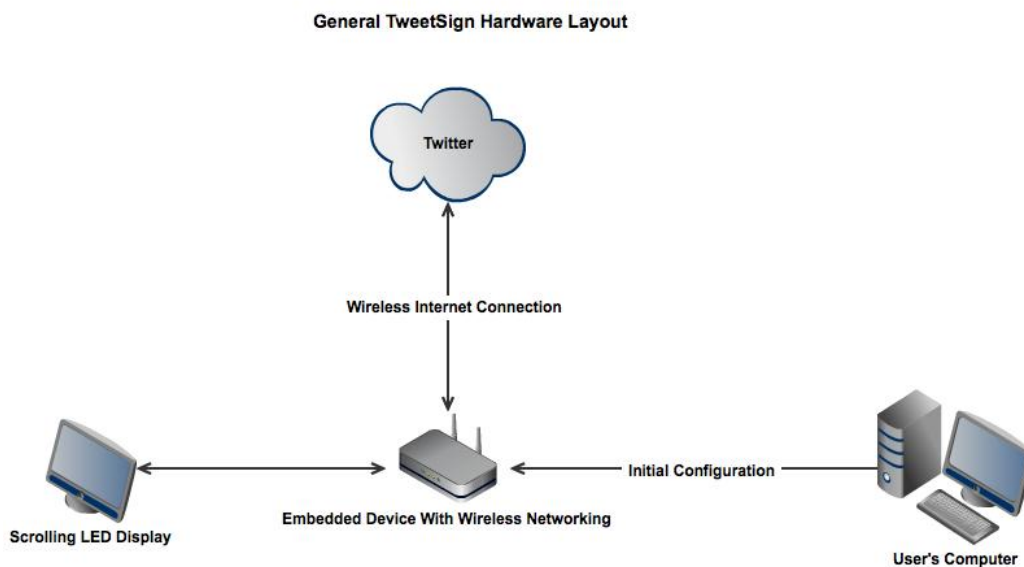 General TweetSign Hardware Layout
Twitter
Wireless Internet Connection
Initial Configuration
Embedded Device With Wireless Networking
Scrolling LED Display
User's Computer